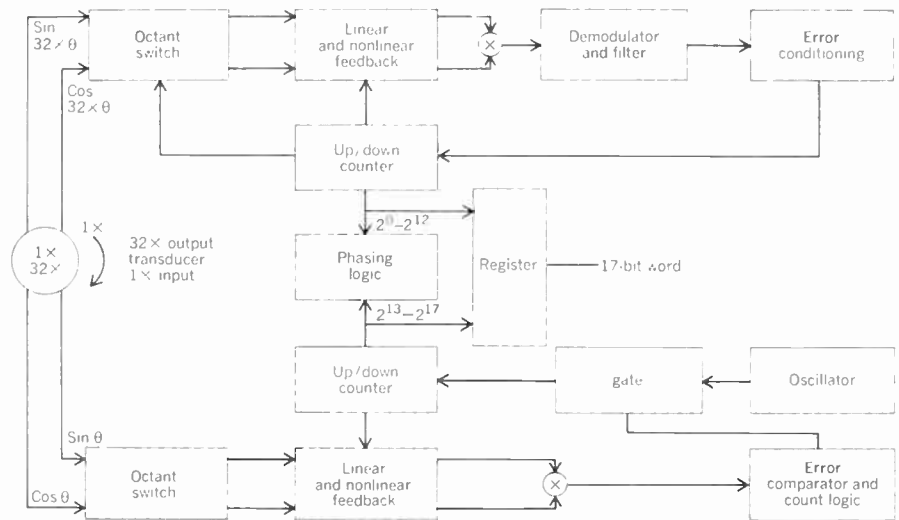 Sin
32×θ
Octant
switch
Linear
and nonlinear
feedback
×
Demodulator
and filter
Error
conditioning
Cos
32×θ
Up/down
counter
2⁰–2¹²
1×
1×
32×
32× output
transducer
1× input
Phasing
logic
Register
17-bit word
2¹³–2¹⁷
Up/down
counter
gate
Oscillator
Sin θ
Cos θ
Octant
switch
Linear
and nonlinear
feedback
×
Error
comparator and
count logic